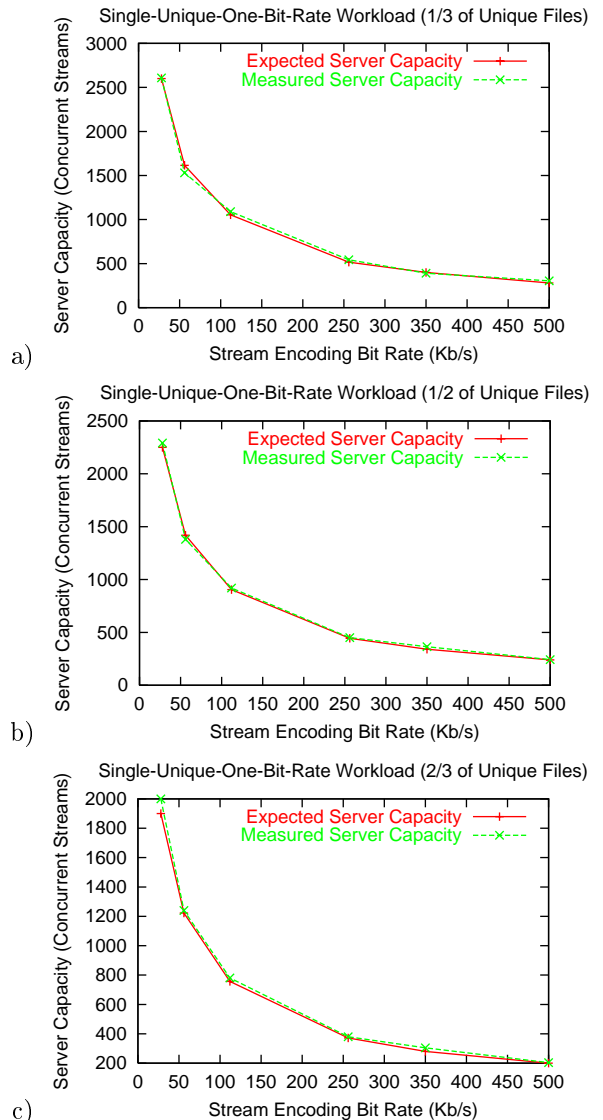 Single-Unique-One-Bit-Rate Workload (1/3 of Unique Files)
Expected Server Capacity
Measured Server Capacity
Server Capacity (Concurrent Streams)
3000
2500
2000
1500
1000
500
0
0 50 100 150 200 250 300 350 400 450 500
Stream Encoding Bit Rate (Kb/s)
a)
Single-Unique-One-Bit-Rate Workload (1/2 of Unique Files)
Expected Server Capacity
Measured Server Capacity
Server Capacity (Concurrent Streams)
2500
2000
1500
1000
500
0
0 50 100 150 200 250 300 350 400 450 500
Stream Encoding Bit Rate (Kb/s)
b)
Single-Unique-One-Bit-Rate Workload (2/3 of Unique Files)
Expected Server Capacity
Measured Server Capacity
Server Capacity (Concurrent Streams)
2000
1800
1600
1400
1200
1000
800
600
400
200
0 50 100 150 200 250 300 350 400 450 500
Stream Encoding Bit Rate (Kb/s)
c)